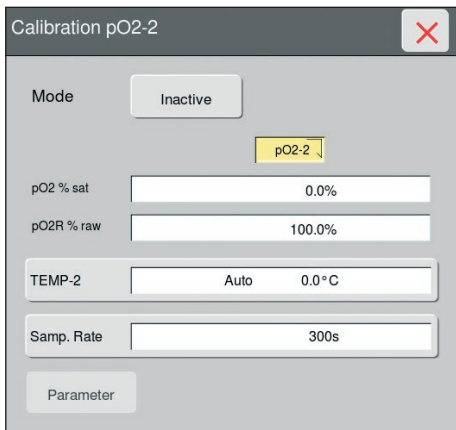 Calibration pO2-2
Mode Inactive
pO2-2
pO2 % sat 0.0%
pO2R % raw 100.0%
TEMP-2 Auto 0.0°C
Samp. Rate 300s
Parameter